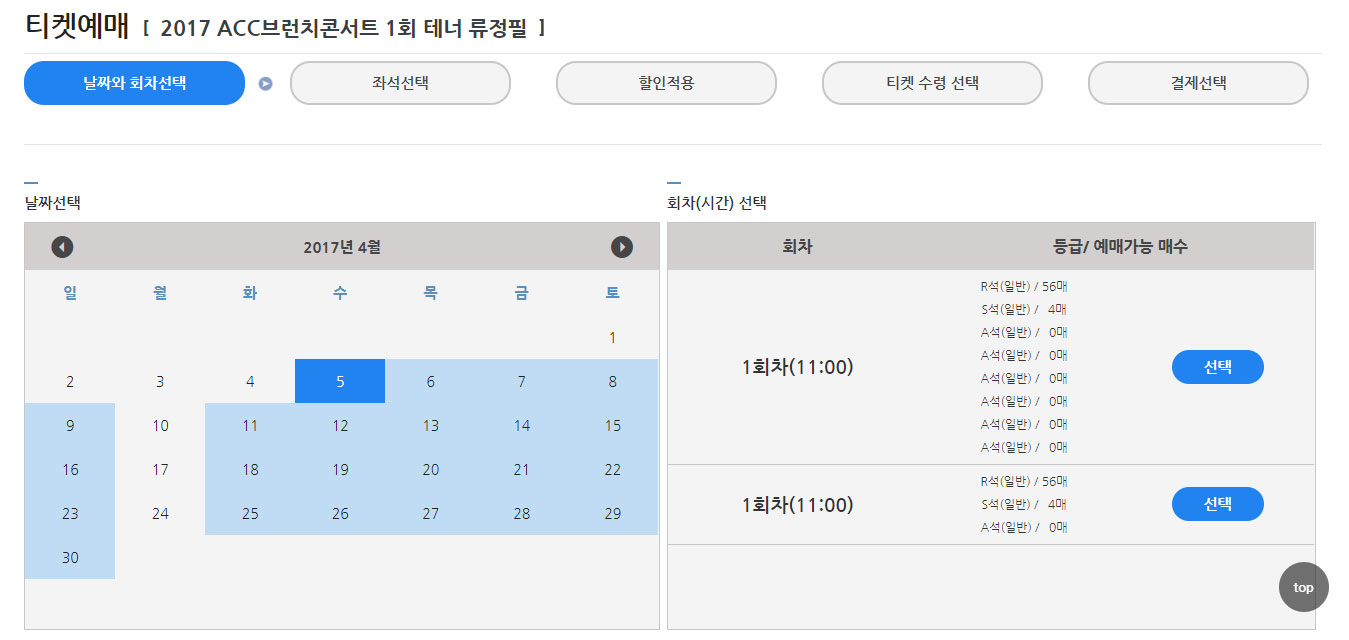 티켓예매 [ 2017 ACC브런치콘서트 1회 테너 류정필 ]
날짜와 회차선택 좌석선택 할인적용 티켓 수령 선택 결제선택
날짜선택
2017년 4월
일 월 화 수 목 금 토
1
2 3 4 5 6 7 8
9 10 11 12 13 14 15
16 17 18 19 20 21 22
23 24 25 26 27 28 29
30
회차(시간) 선택
회차 등급/ 예매가능 매수
1회차(11:00)
R석(일반) / 56매
S석(일반) / 4매
A석(일반) / 0매
A석(일반) / 0매
A석(일반) / 0매
A석(일반) / 0매
A석(일반) / 0매
A석(일반) / 0매
선택
1회차(11:00)
R석(일반) / 56매
S석(일반) / 4매
A석(일반) / 0매
선택
top